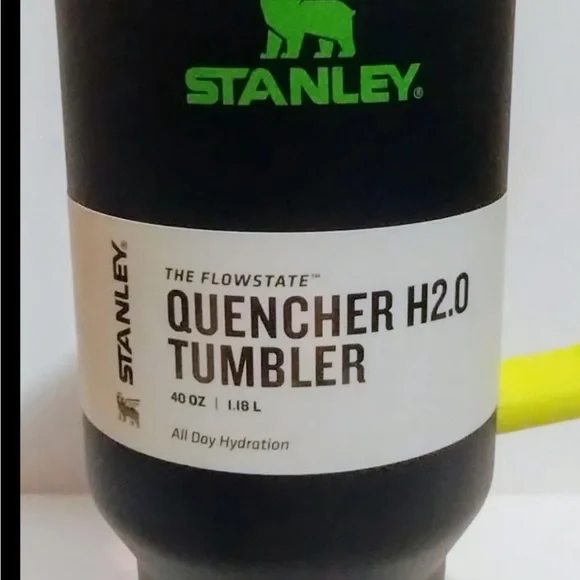 STANLEY®
STANLEY®
THE FLOWSTATE™
QUENCHER H2.0
TUMBLER
40 OZ | 1.18 L
All Day Hydration